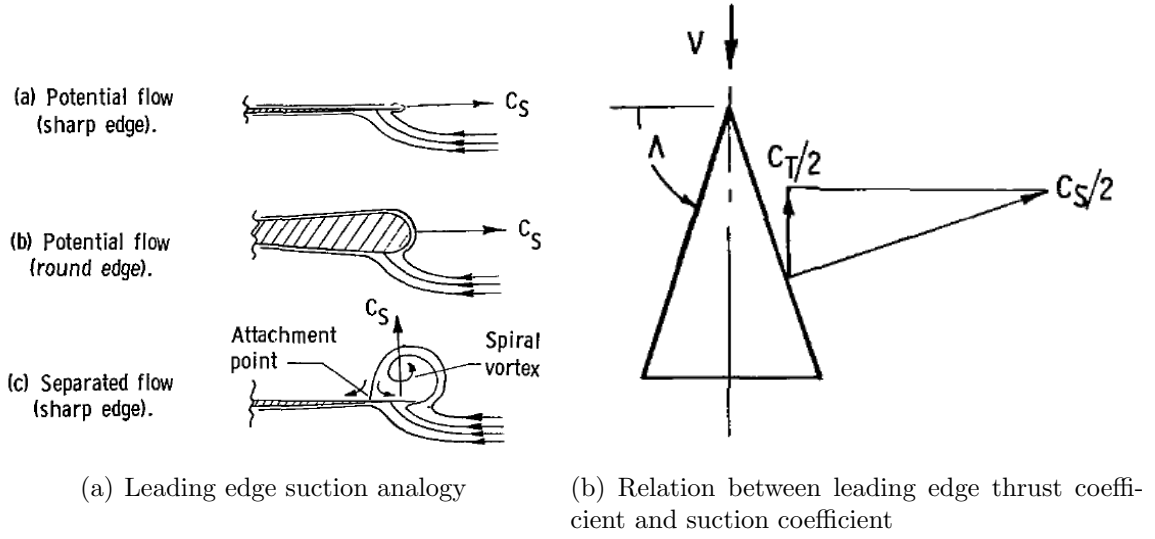 (a) Potential flow
(sharp edge).
C_S
(b) Potential flow
(round edge).
C_S
C_S
Attachment
point
Spiral
vortex
(c) Separated flow
(sharp edge).
(a) Leading edge suction analogy
V
Λ
C_T/2
C_S/2
(b) Relation between leading edge thrust coeffi-
cient and suction coefficient